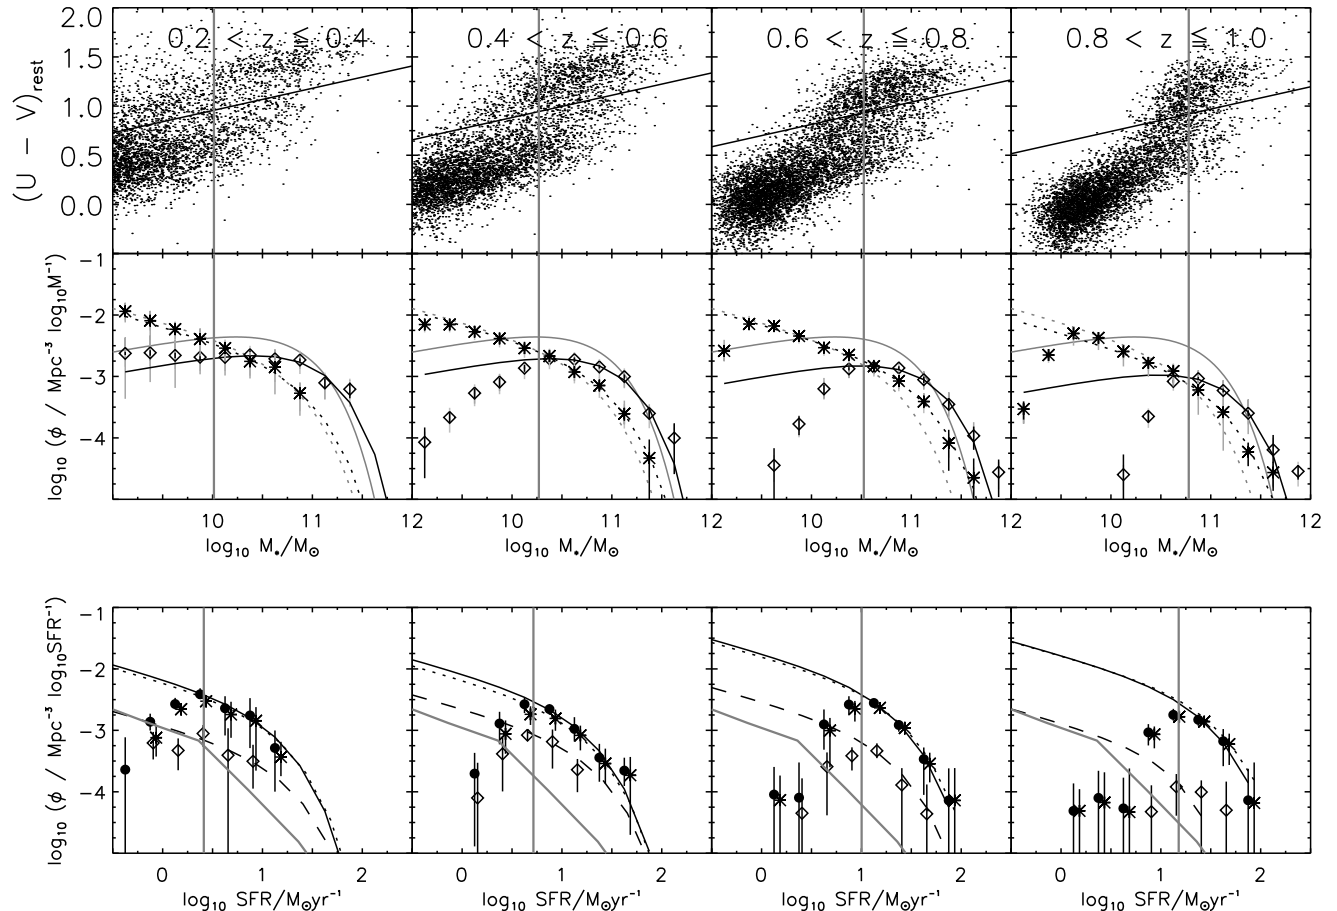 0.2 < z ≤ 0.4
0.4 < z ≤ 0.6
0.6 < z ≤ 0.8
0.8 < z ≤ 1.0
2.0
1.5
1.0
0.5
0.0
(U − V)rest
−1
−2
−3
−4
log₁₀ (ϕ / Mpc⁻³ log₁₀M⁻¹)
10 11 12 10 11 12 10 11 12 10 11 12
log₁₀ M*/M⊙
log₁₀ M*/M⊙
log₁₀ M*/M⊙
log₁₀ M*/M⊙
−1
−2
−3
−4
log₁₀ (ϕ / Mpc⁻³ log₁₀SFR⁻¹)
0 1 2 0 1 2 0 1 2 0 1 2
log₁₀ SFR/M⊙yr⁻¹
log₁₀ SFR/M⊙yr⁻¹
log₁₀ SFR/M⊙yr⁻¹
log₁₀ SFR/M⊙yr⁻¹